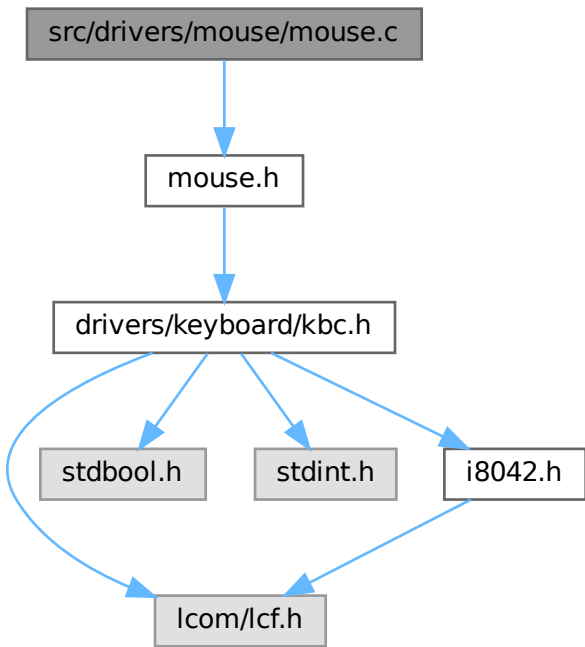 src/drivers/mouse/mouse.c
mouse.h
drivers/keyboard/kbc.h
stdbool.h
stdint.h
i8042.h
lcom/lcf.h